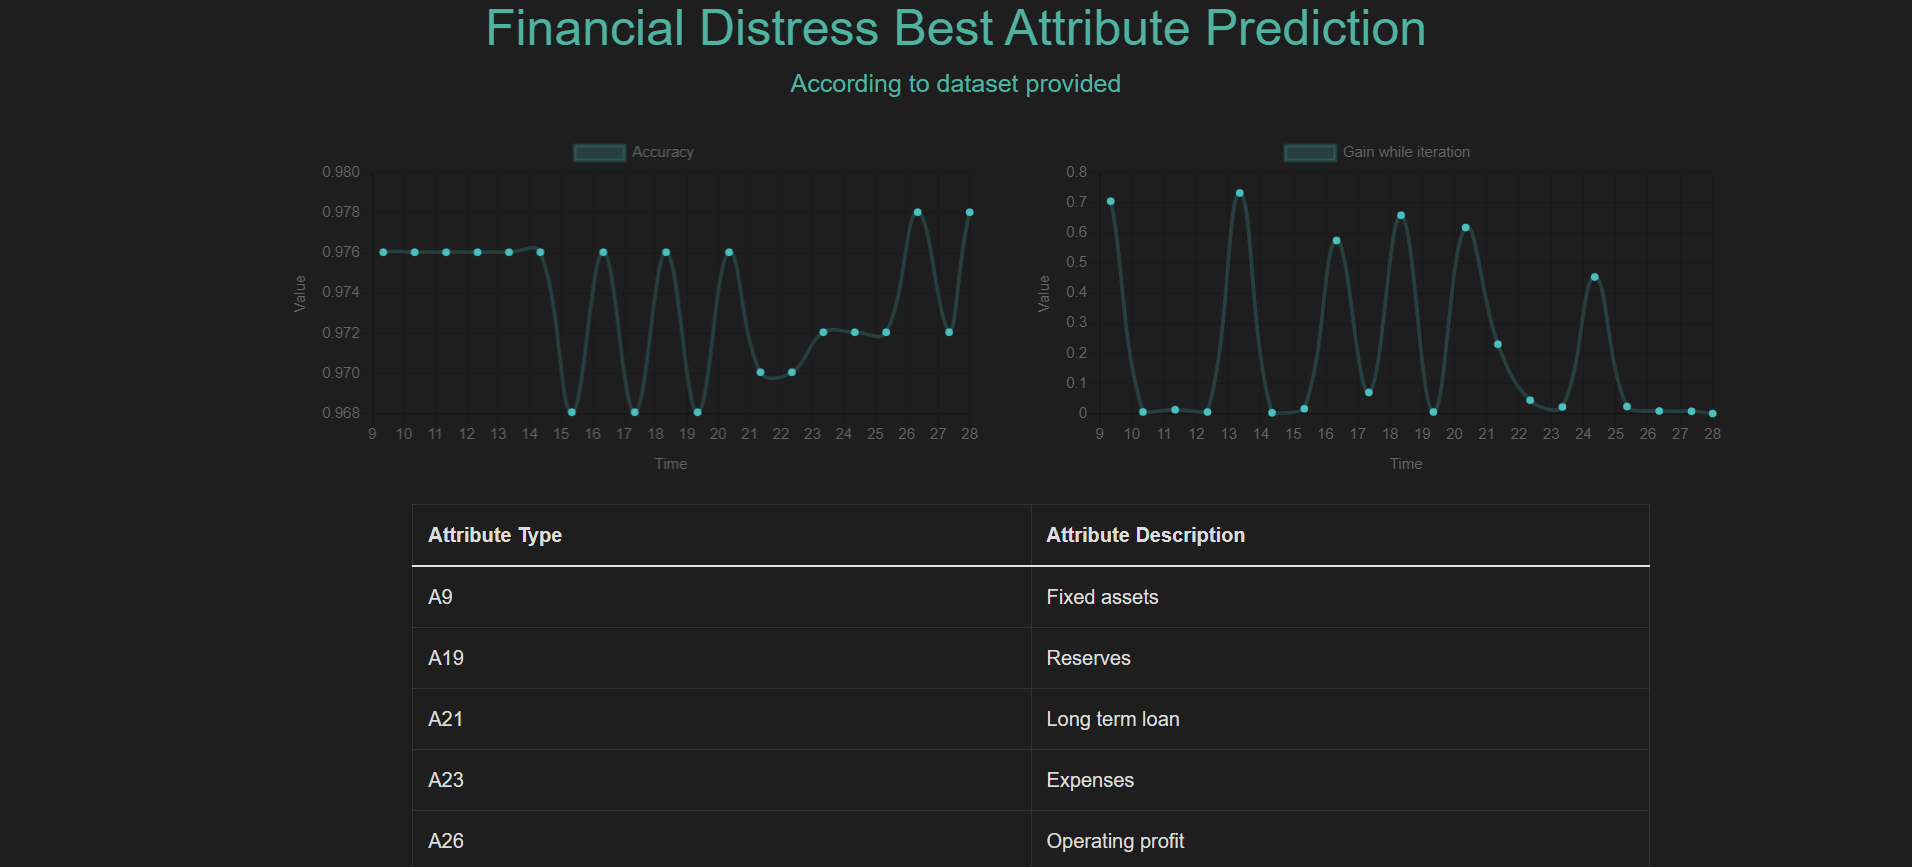 Financial Distress Best Attribute Prediction
According to dataset provided
Accuracy
0.980
0.978
0.976
0.974
0.972
0.970
0.968
Value
9 10 11 12 13 14 15 16 17 18 19 20 21 22 23 24 25 26 27 28
Time
Gain while iteration
0.8
0.7
0.6
0.5
0.4
0.3
0.2
0.1
0
Value
9 10 11 12 13 14 15 16 17 18 19 20 21 22 23 24 25 26 27 28
Time
Attribute Type Attribute Description
A9 Fixed assets
A19 Reserves
A21 Long term loan
A23 Expenses
A26 Operating profit